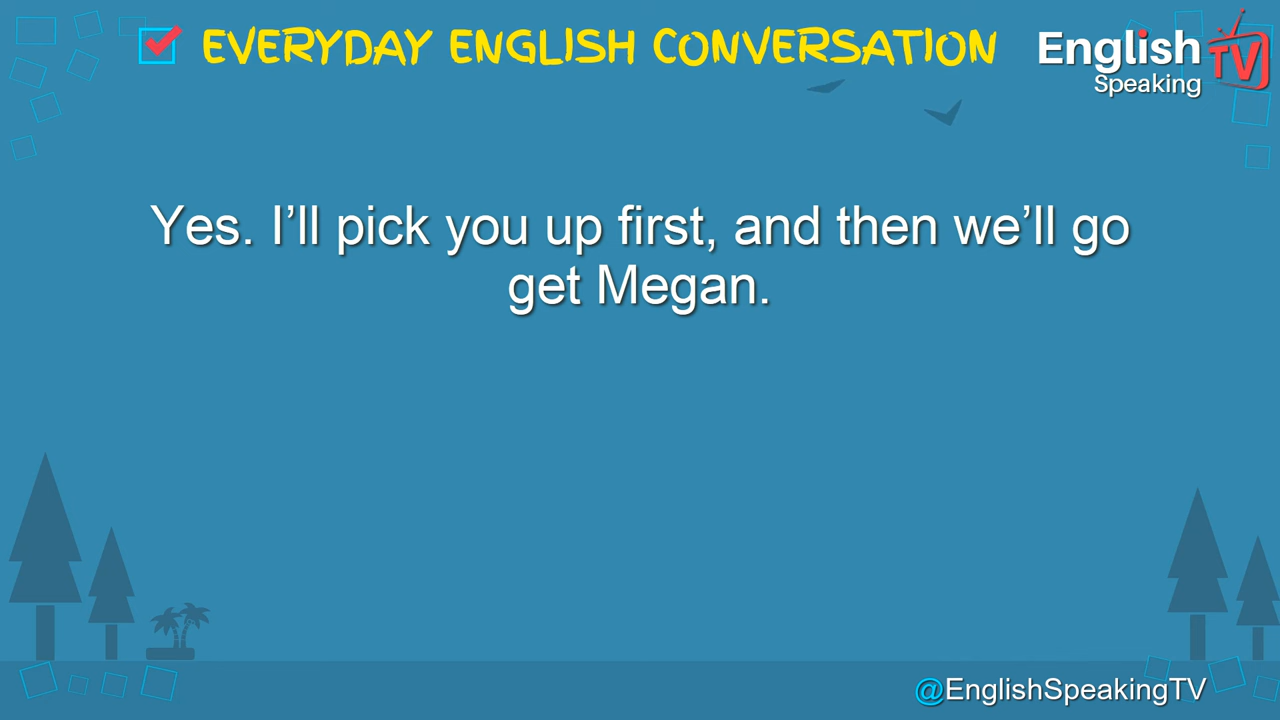 EVERYDAY ENGLISH CONVERSATION
English
Speaking
TV
Yes. I’ll pick you up first, and then we’ll go
get Megan.
@EnglishSpeakingTV